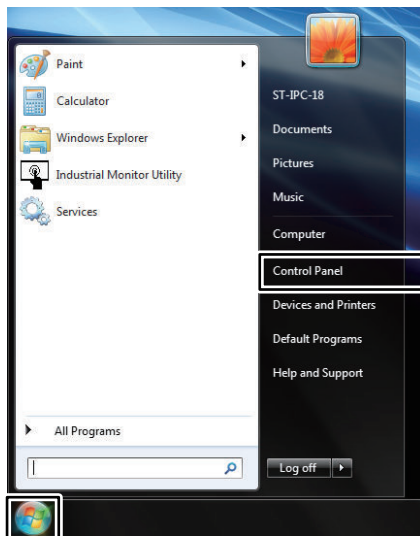 Paint
Calculator
Windows Explorer
Industrial Monitor Utility
Services
All Programs
ST-IPC-18
Documents
Pictures
Music
Computer
Control Panel
Devices and Printers
Default Programs
Help and Support
Log off